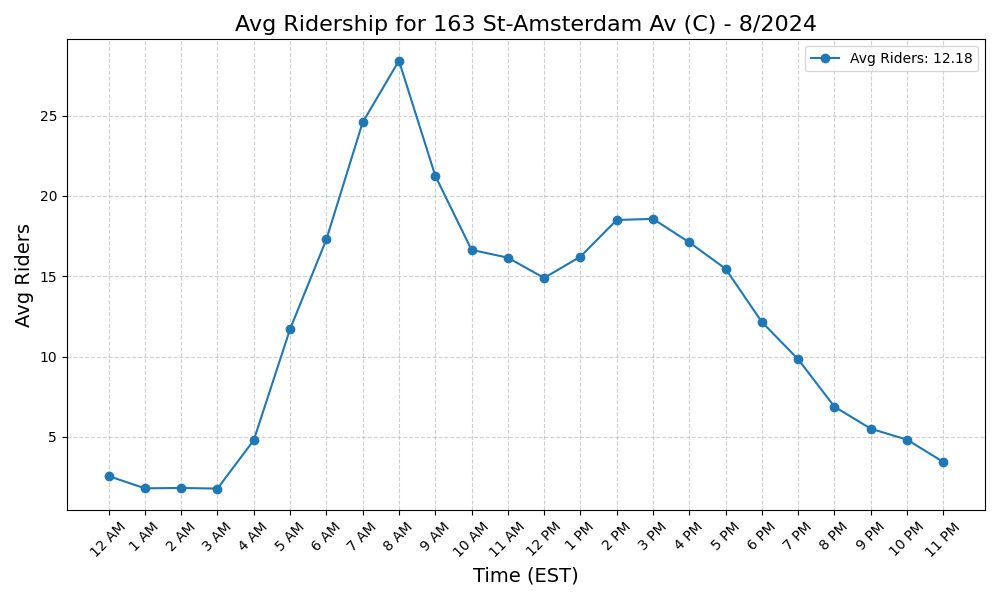 Avg Ridership for 163 St-Amsterdam Av (C) - 8/2024
Avg Riders: 12.18
Avg Riders
25
20
15
10
5
12 AM
1 AM
2 AM
3 AM
4 AM
5 AM
6 AM
7 AM
8 AM
9 AM
10 AM
11 AM
12 PM
1 PM
2 PM
3 PM
4 PM
5 PM
6 PM
7 PM
8 PM
9 PM
10 PM
11 PM
Time (EST)